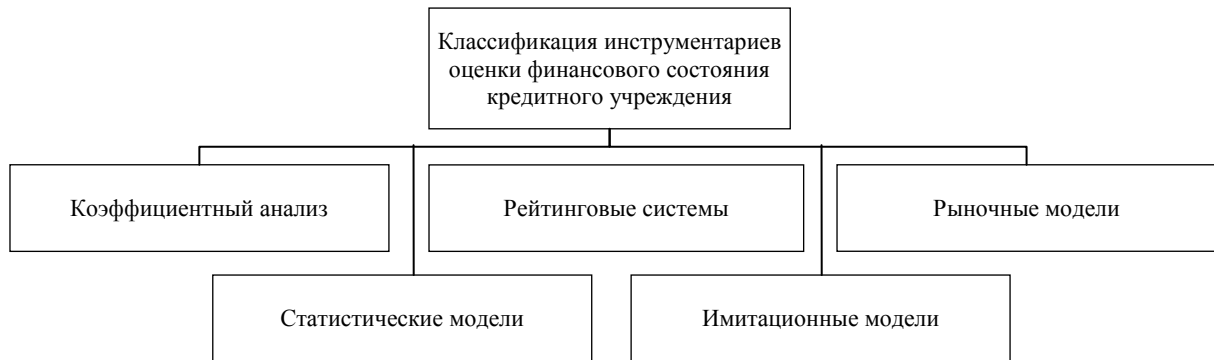 Классификация инструментариев
оценки финансового состояния
кредитного учреждения
Коэффициентный анализ
Рейтинговые системы
Рыночные модели
Статистические модели
Имитационные модели